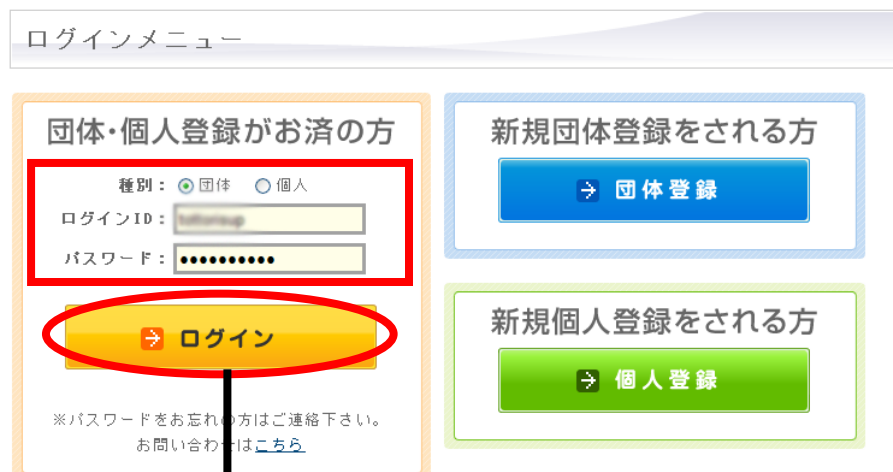 ログインメニュー
団体・個人登録がお済の方
種別： 団体 個人
ログインID：
パスワード： ●●●●●●●●●●
ログイン
※パスワードをお忘れの方はご連絡下さい。
お問い合わせはこちら
新規団体登録をされる方
団体登録
新規個人登録をされる方
個人登録